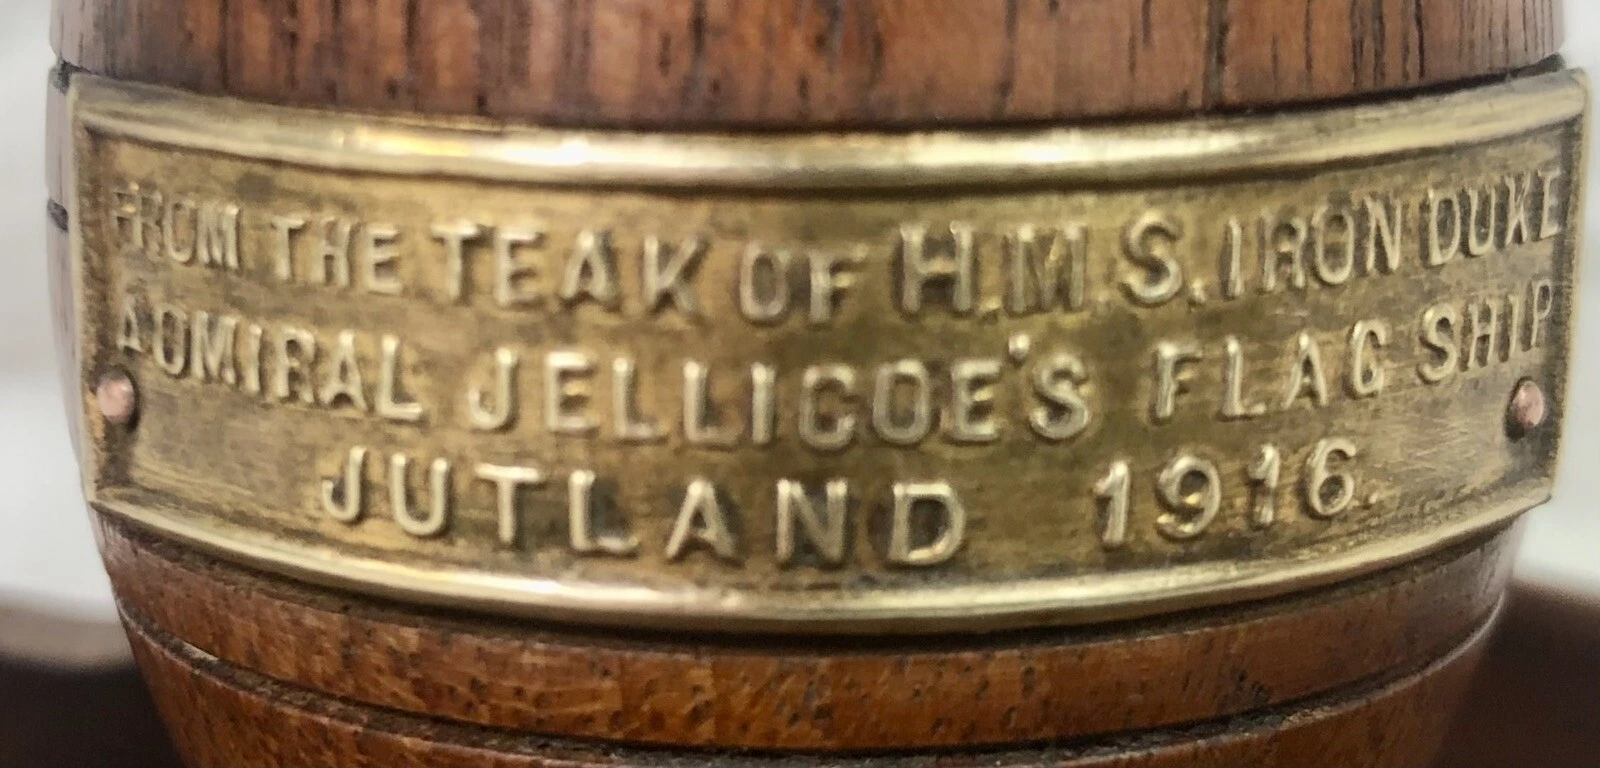 FROM THE TEAK OF H.M.S. IRON DUKE
ADMIRAL JELLICOE'S FLAG SHIP
JUTLAND 1916.